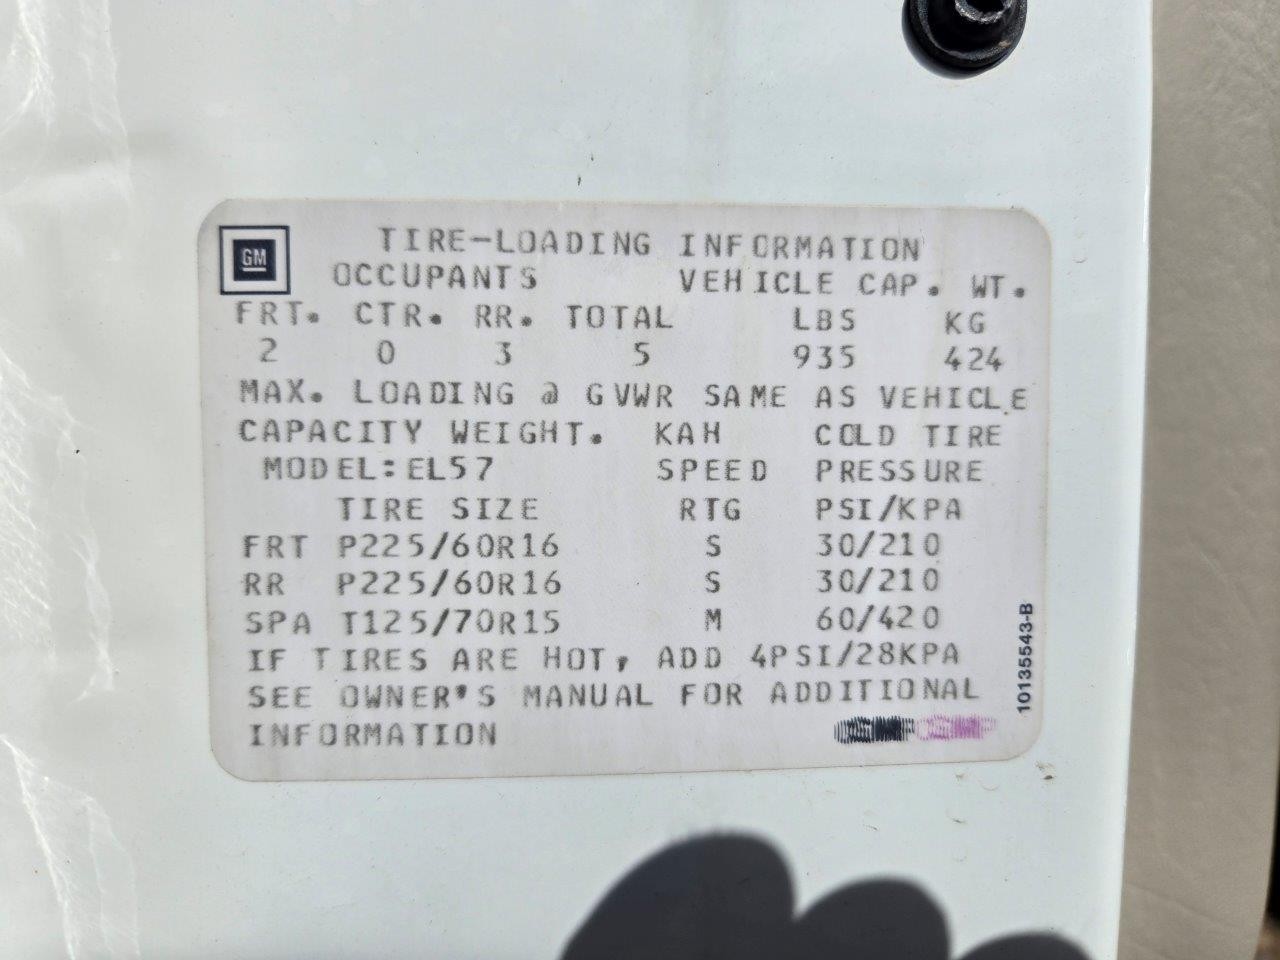 GM
TIRE-LOADING INFORMATION
OCCUPANTS VEHICLE CAP. WT.
FRT. CTR. RR. TOTAL LBS KG
2 0 3 5 935 424
MAX. LOADING @ GVWR SAME AS VEHICLE
CAPACITY WEIGHT. KAH COLD TIRE
MODEL:EL57 SPEED PRESSURE
TIRE SIZE RTG PSI/KPA
FRT P225/60R16 S 30/210
RR P225/60R16 S 30/210
SPA T125/70R15 M 60/420
IF TIRES ARE HOT, ADD 4PSI/28KPA
SEE OWNER'S MANUAL FOR ADDITIONAL
INFORMATION
10135543-B